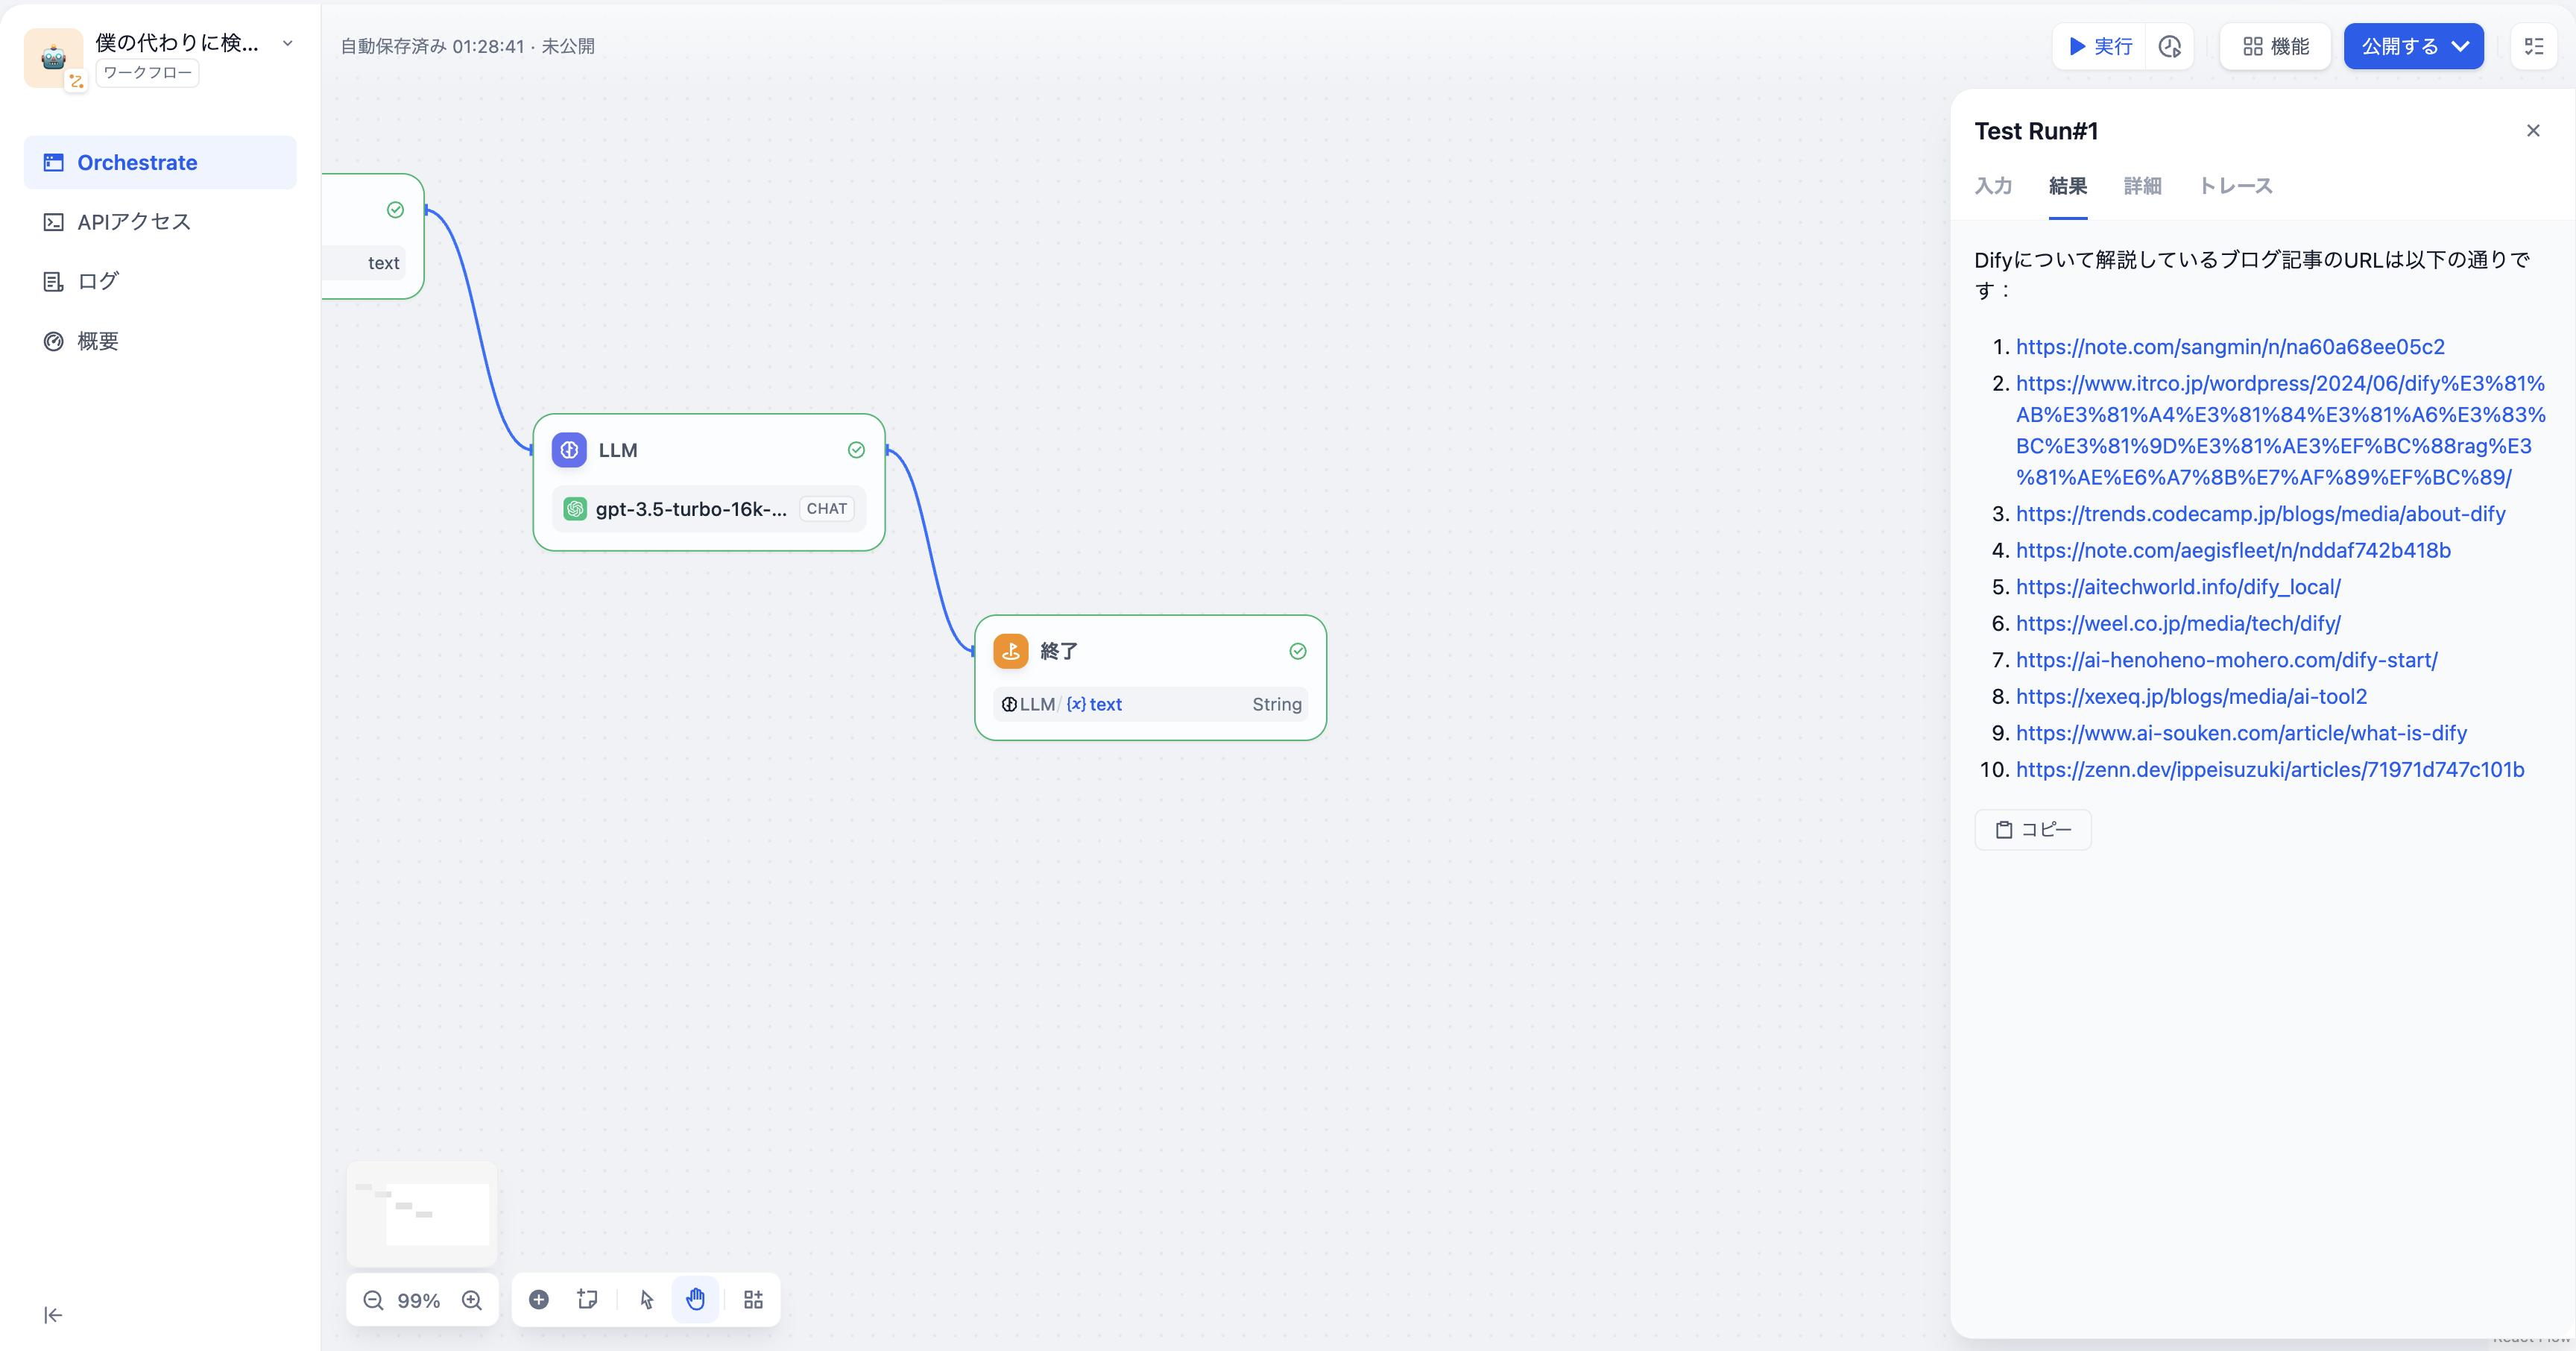 僕の代わりに検...
ワークフロー
自動保存済み 01:28:41 · 未公開
実行
機能
公開する
Orchestrate
APIアクセス
ログ
概要
text
LLM
gpt-3.5-turbo-16k-...
CHAT
終了
LLM/{x}text
String
99%
Test Run#1
入力
結果
詳細
トレース
Difyについて解説しているブログ記事のURLは以下の通りで
す：
1. https://note.com/sangmin/n/na60a68ee05c2
2. https://www.itrco.jp/wordpress/2024/06/dify%E3%81%
AB%E3%81%A4%E3%81%84%E3%81%A6%E3%83%
BC%E3%81%9D%E3%81%AE3%EF%BC%88rag%E3
%81%AE%E6%A7%8B%E7%AF%89%EF%BC%89/
3. https://trends.codecamp.jp/blogs/media/about-dify
4. https://note.com/aegisfleet/n/nddaf742b418b
5. https://aitechworld.info/dify_local/
6. https://weel.co.jp/media/tech/dify/
7. https://ai-henoheno-mohero.com/dify-start/
8. https://xexeq.jp/blogs/media/ai-tool2
9. https://www.ai-souken.com/article/what-is-dify
10. https://zenn.dev/ippeisuzuki/articles/71971d747c101b
コピー